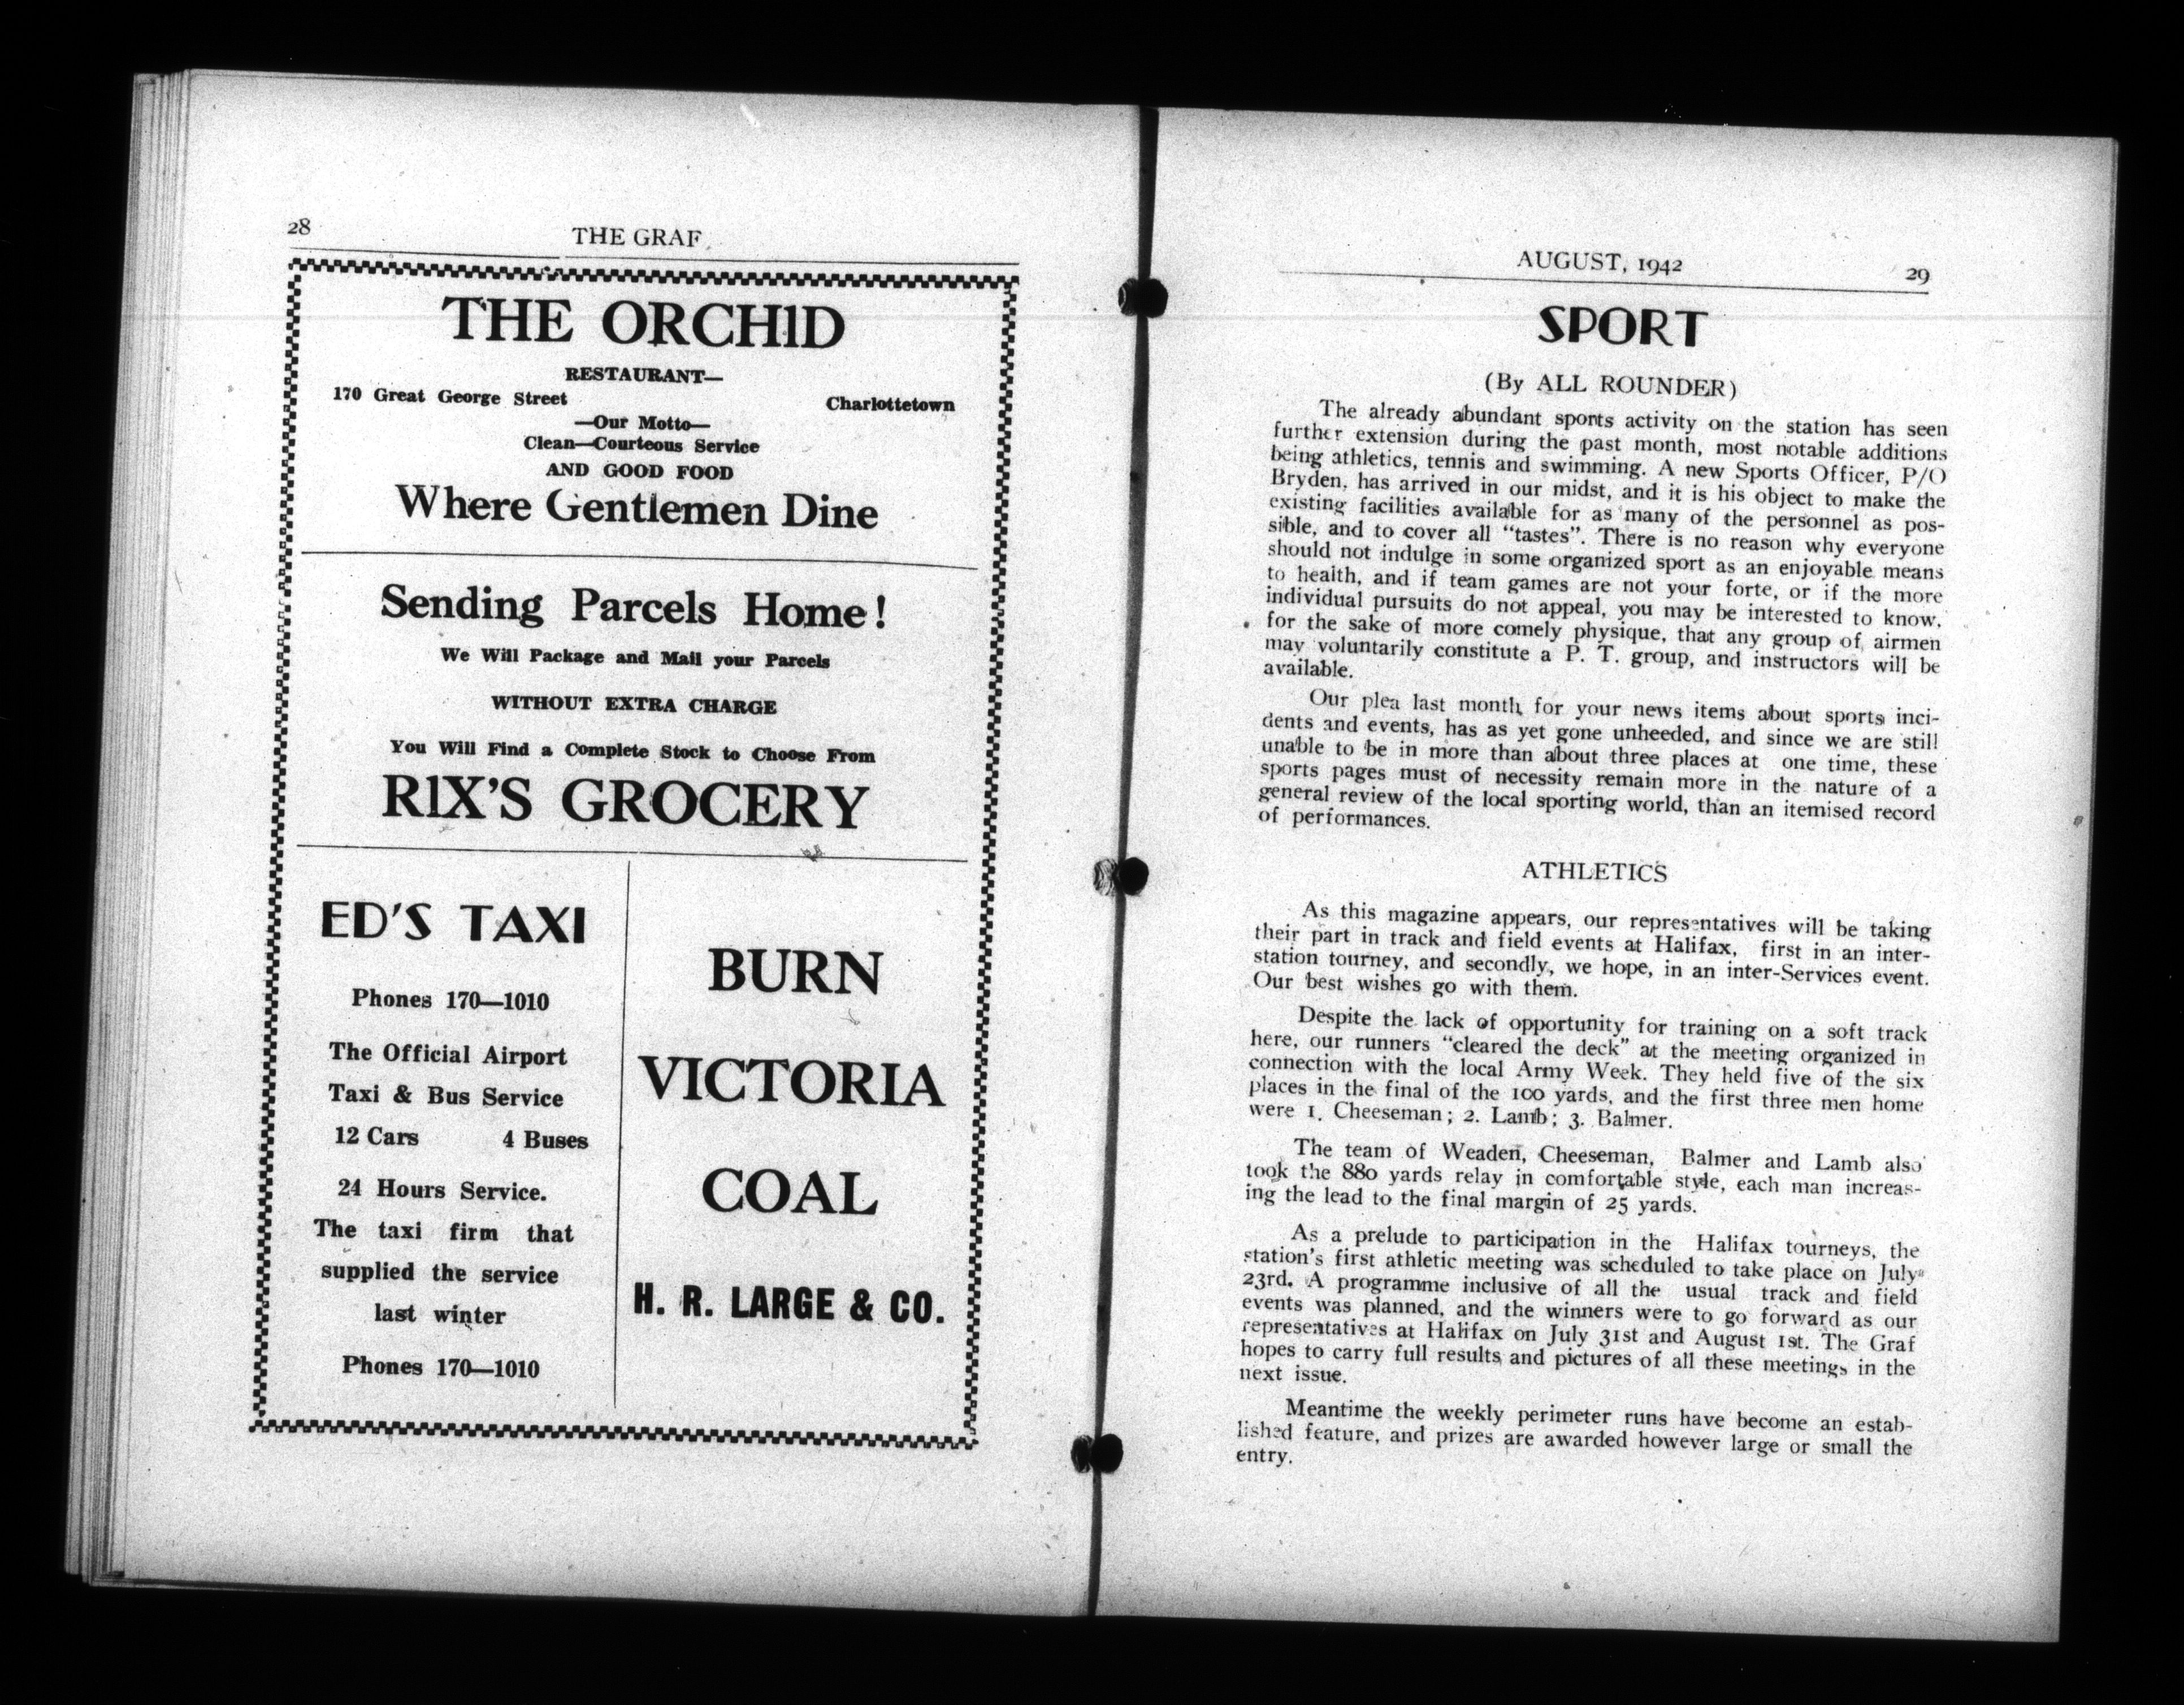 28
THE GRAF
THE ORCHID
RESTAURANT—
170 Great George Street Charlottetown
—Our Motto—
Clean—Courteous Service
AND GOOD FOOD
Where Gentlemen Dine
Sending Parcels Home!
We Will Package and Mail your Parcels
WITHOUT EXTRA CHARGE
You Will Find a Complete Stock to Choose From
RIX'S GROCERY
ED'S TAXI
Phones 170—1010
The Official Airport
Taxi & Bus Service
12 Cars 4 Buses
24 Hours Service.
The taxi firm that
supplied the service
last winter
Phones 170—1010
BURN
VICTORIA
COAL
H. R. LARGE & CO.
AUGUST, 1942
29
SPORT
(By ALL ROUNDER)
The already abundant sports activity on the station has seen
further extension during the past month, most notable additions
being athletics, tennis and swimming. A new Sports Officer, P/O
Bryden, has arrived in our midst, and it is his object to make the
existing facilities available for as many of the personnel as pos-
sible, and to cover all "tastes". There is no reason why everyone
should not indulge in some organized sport as an enjoyable means
to health, and if team games are not your forte, or if the more
individual pursuits do not appeal, you may be interested to know,
for the sake of more comely physique, that any group of airmen
may voluntarily constitute a P. T. group, and instructors will be
available.
Our plea last month for your news items about sports inci-
dents and events, has as yet gone unheeded, and since we are still
unable to be in more than about three places at one time, these
sports pages must of necessity remain more in the nature of a
general review of the local sporting world, than an itemised record
of performances.
ATHLETICS
As this magazine appears, our representatives will be taking
their part in track and field events at Halifax, first in an inter-
station tourney, and secondly, we hope, in an inter-Services event.
Our best wishes go with them.
Despite the lack of opportunity for training on a soft track
here, our runners "cleared the deck" at the meeting organized in
connection with the local Army Week. They held five of the six
places in the final of the 100 yards, and the first three men home
were 1. Cheeseman; 2. Lamb; 3. Balmer.
The team of Weaden, Cheeseman, Balmer and Lamb also
took the 880 yards relay in comfortable style, each man increas-
ing the lead to the final margin of 25 yards.
As a prelude to participation in the Halifax tourneys, the
station's first athletic meeting was scheduled to take place on July
23rd. A programme inclusive of all the usual track and field
events was planned, and the winners were to go forward as our
representatives at Halifax on July 31st and August 1st. The Graf
hopes to carry full results and pictures of all these meetings in the
next issue.
Meantime the weekly perimeter runs have become an estab-
lished feature, and prizes are awarded however large or small the
entry.